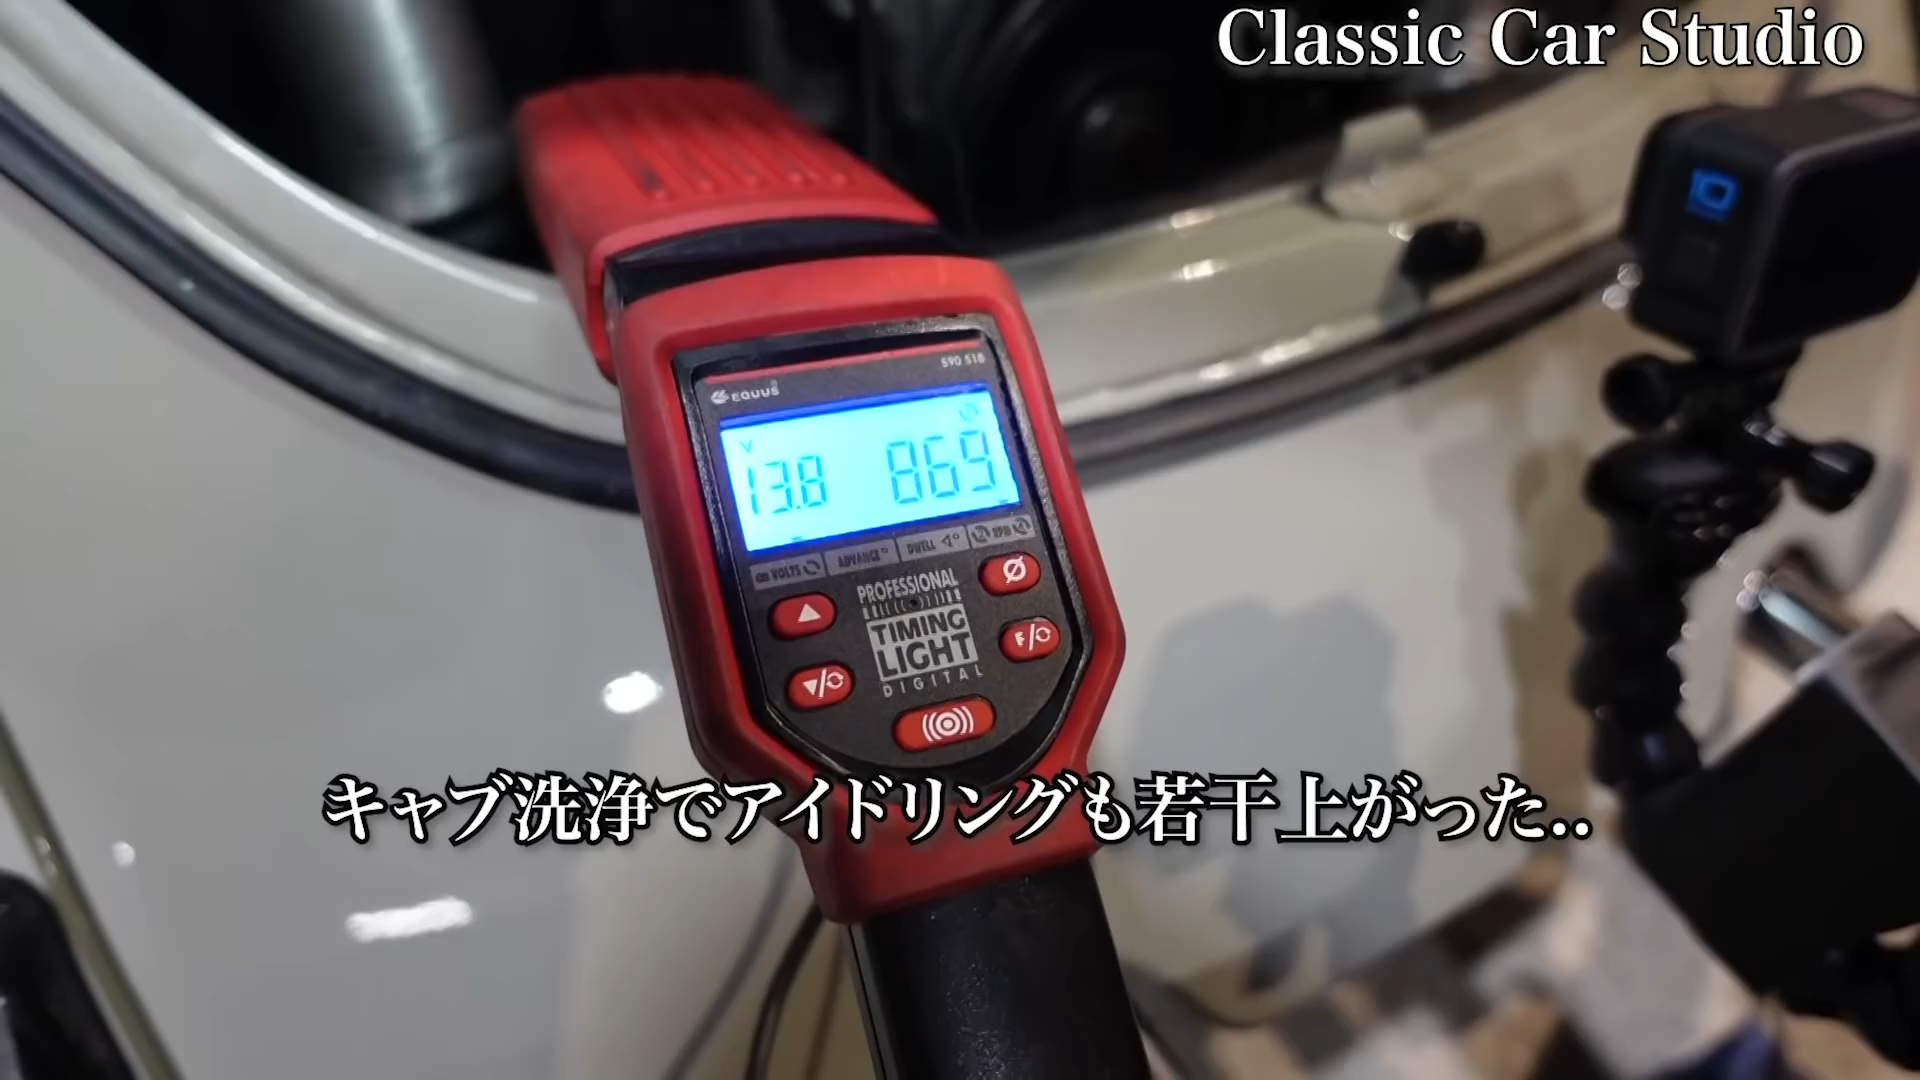 Classic Car Studio
10
590 518
EQUUS
V
13.8 869
VOLTS ADVANCE° DWELL °
PROFESSIONAL
TIMING
LIGHT
DIGITAL
F/
キャブ洗浄でアイドリングも若干上がった..